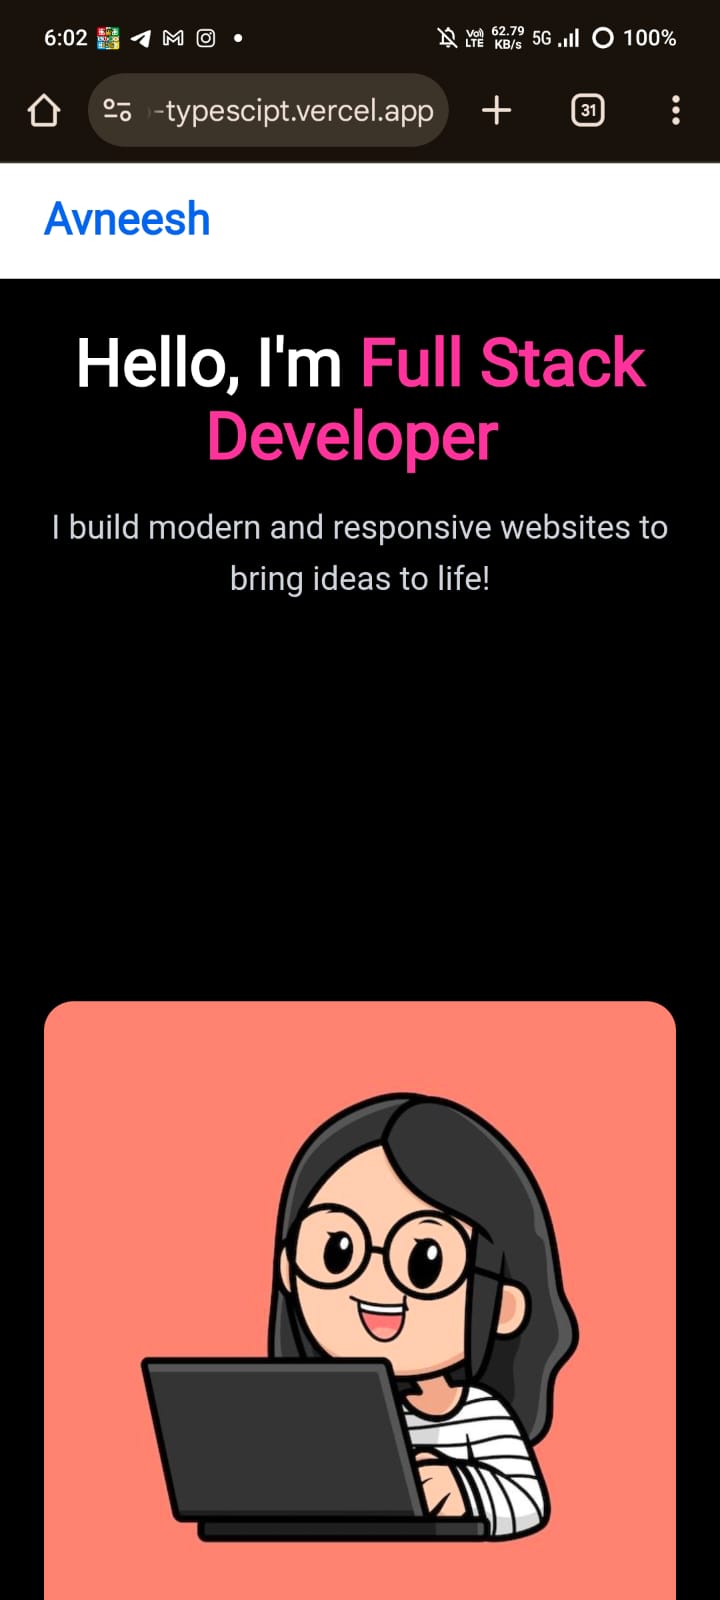 6:02 Vo) LTE 62.79 KB/s 5G 100%
-typescipt.vercel.app 31
Avneesh
Hello, I'm Full Stack
Developer
I build modern and responsive websites to
bring ideas to life!